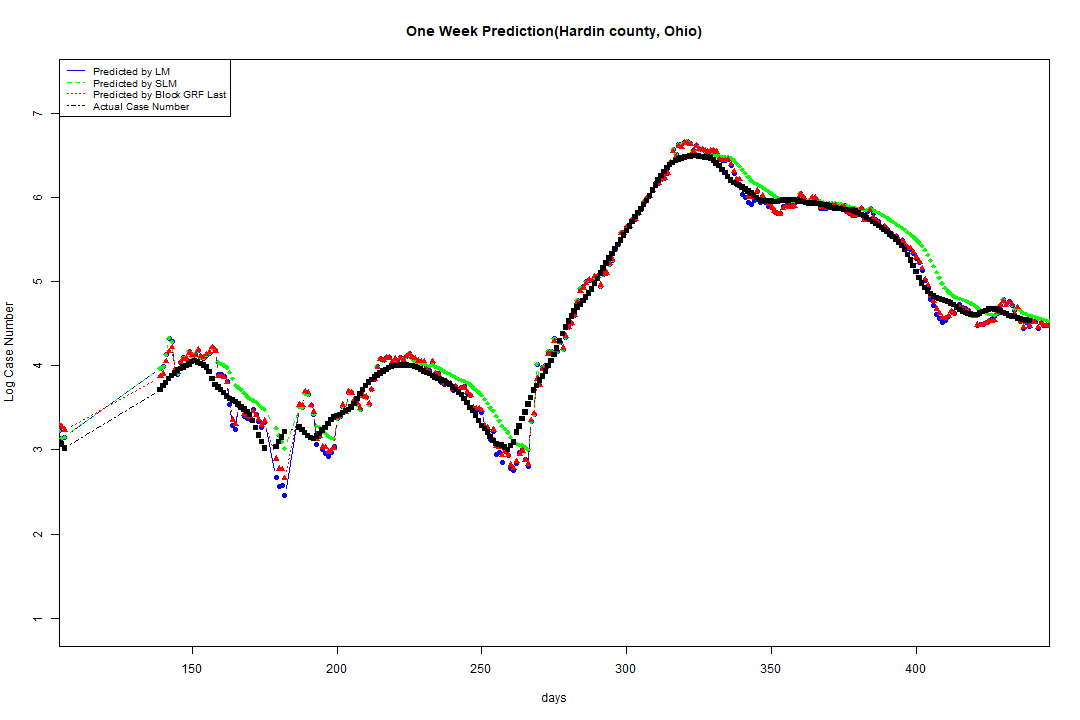 One Week Prediction(Hardin county, Ohio)
Predicted by LM
Predicted by SLM
Predicted by Block GRF Last
Actual Case Number
Log Case Number
7
6
5
4
3
2
1
150 200 250 300 350 400
days